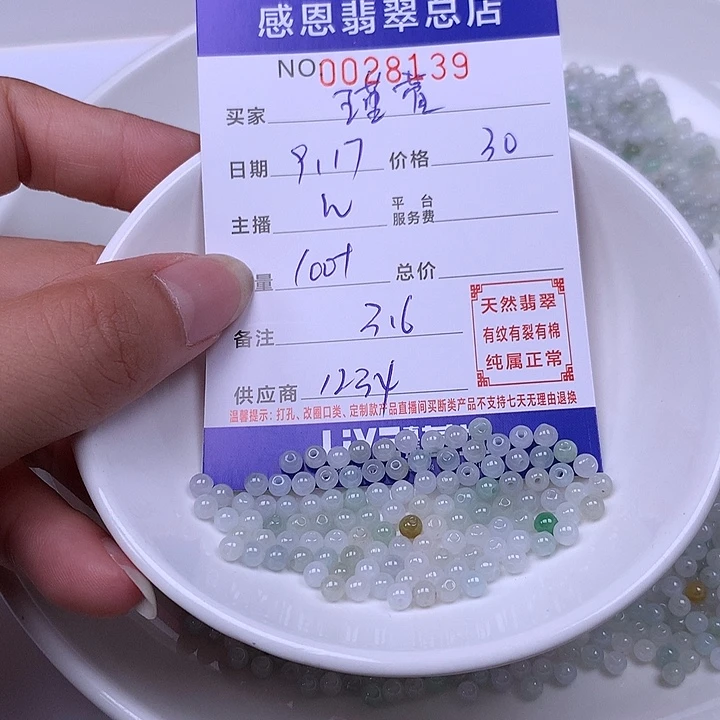 感恩翡翠总店
NO:0028139
买家 瑾萱
日期 9.17 价格 30
主播 W 平台服务费
量 100+ 总价
备注 3.6
天然翡翠
有纹有裂有棉
纯属正常
供应商 1234
温馨提示：打孔、改圈口类、定制款产品直播间买断类产品不支持七天无理由退换